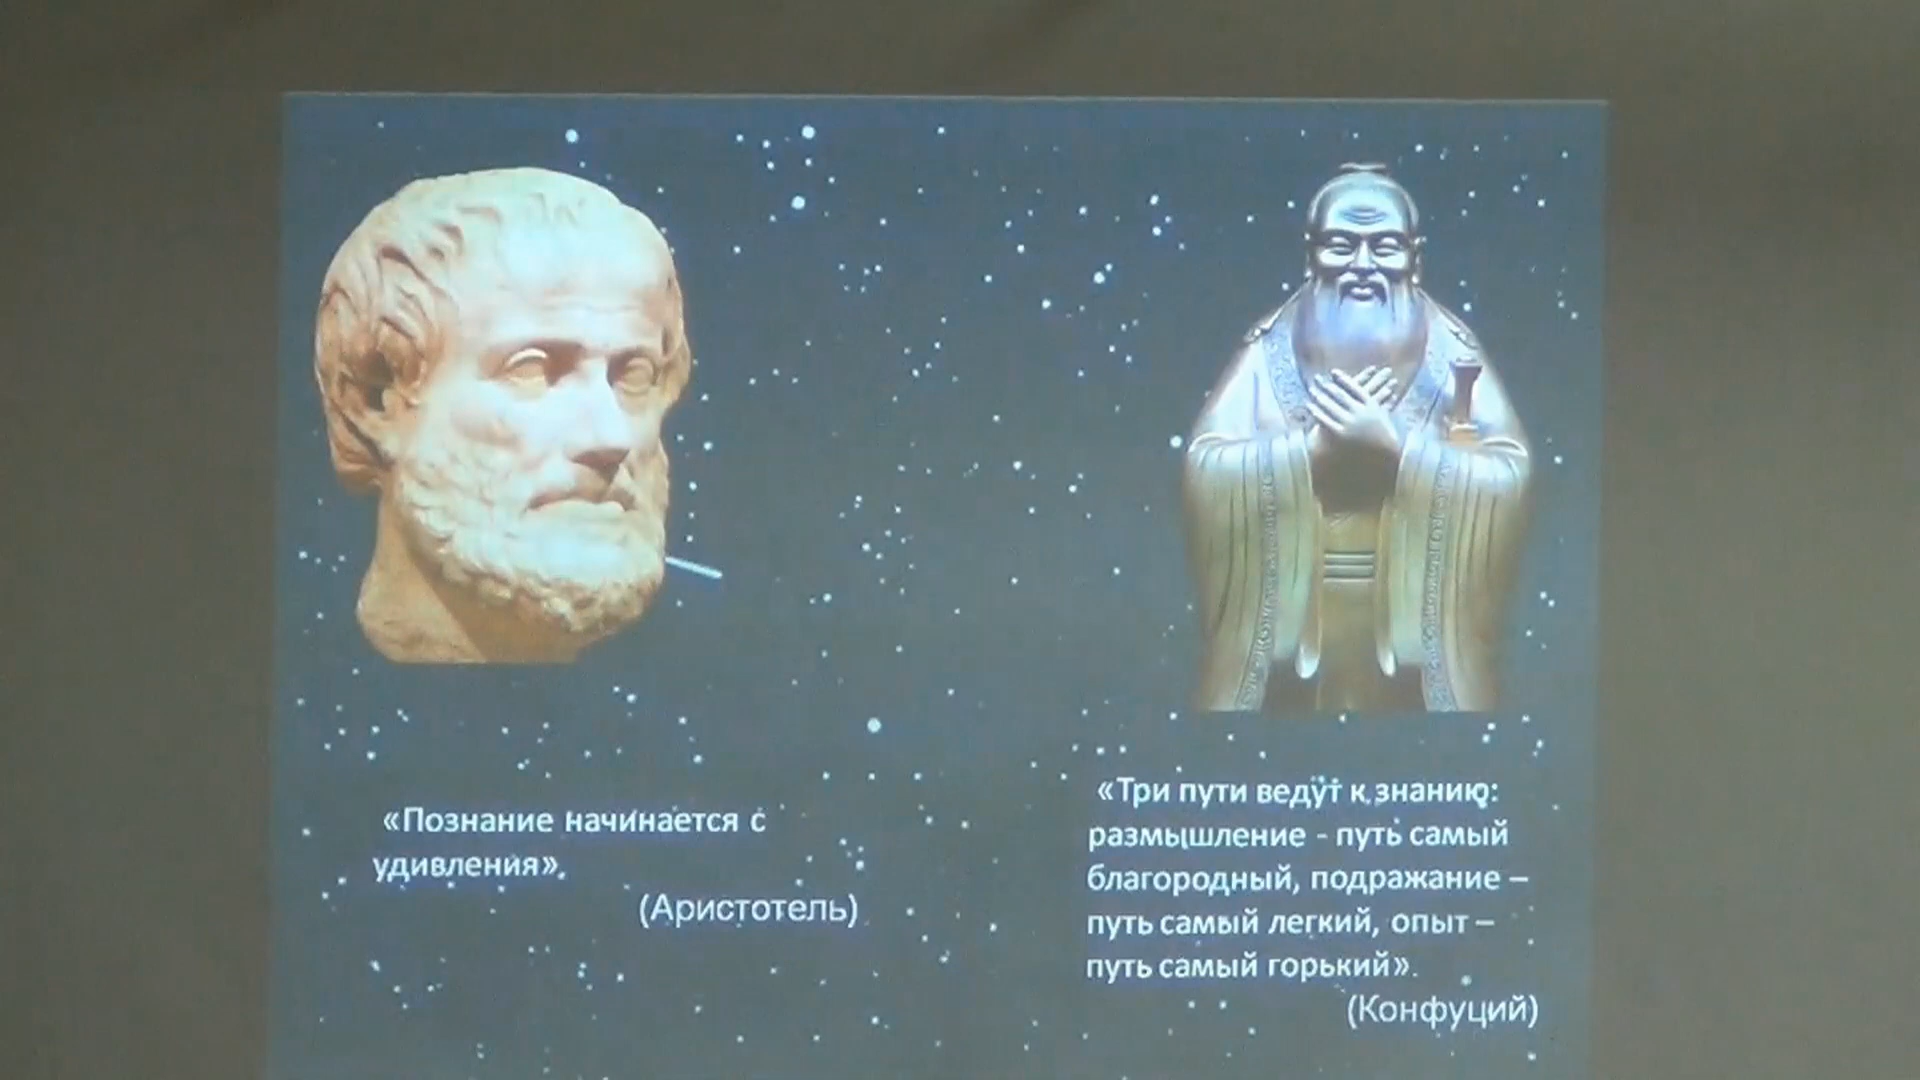 «Познание начинается с
удивления».
(Аристотель)
«Три пути ведут к знанию:
размышление - путь самый
благородный, подражание –
путь самый легкий, опыт –
путь самый горький».
(Конфуций)